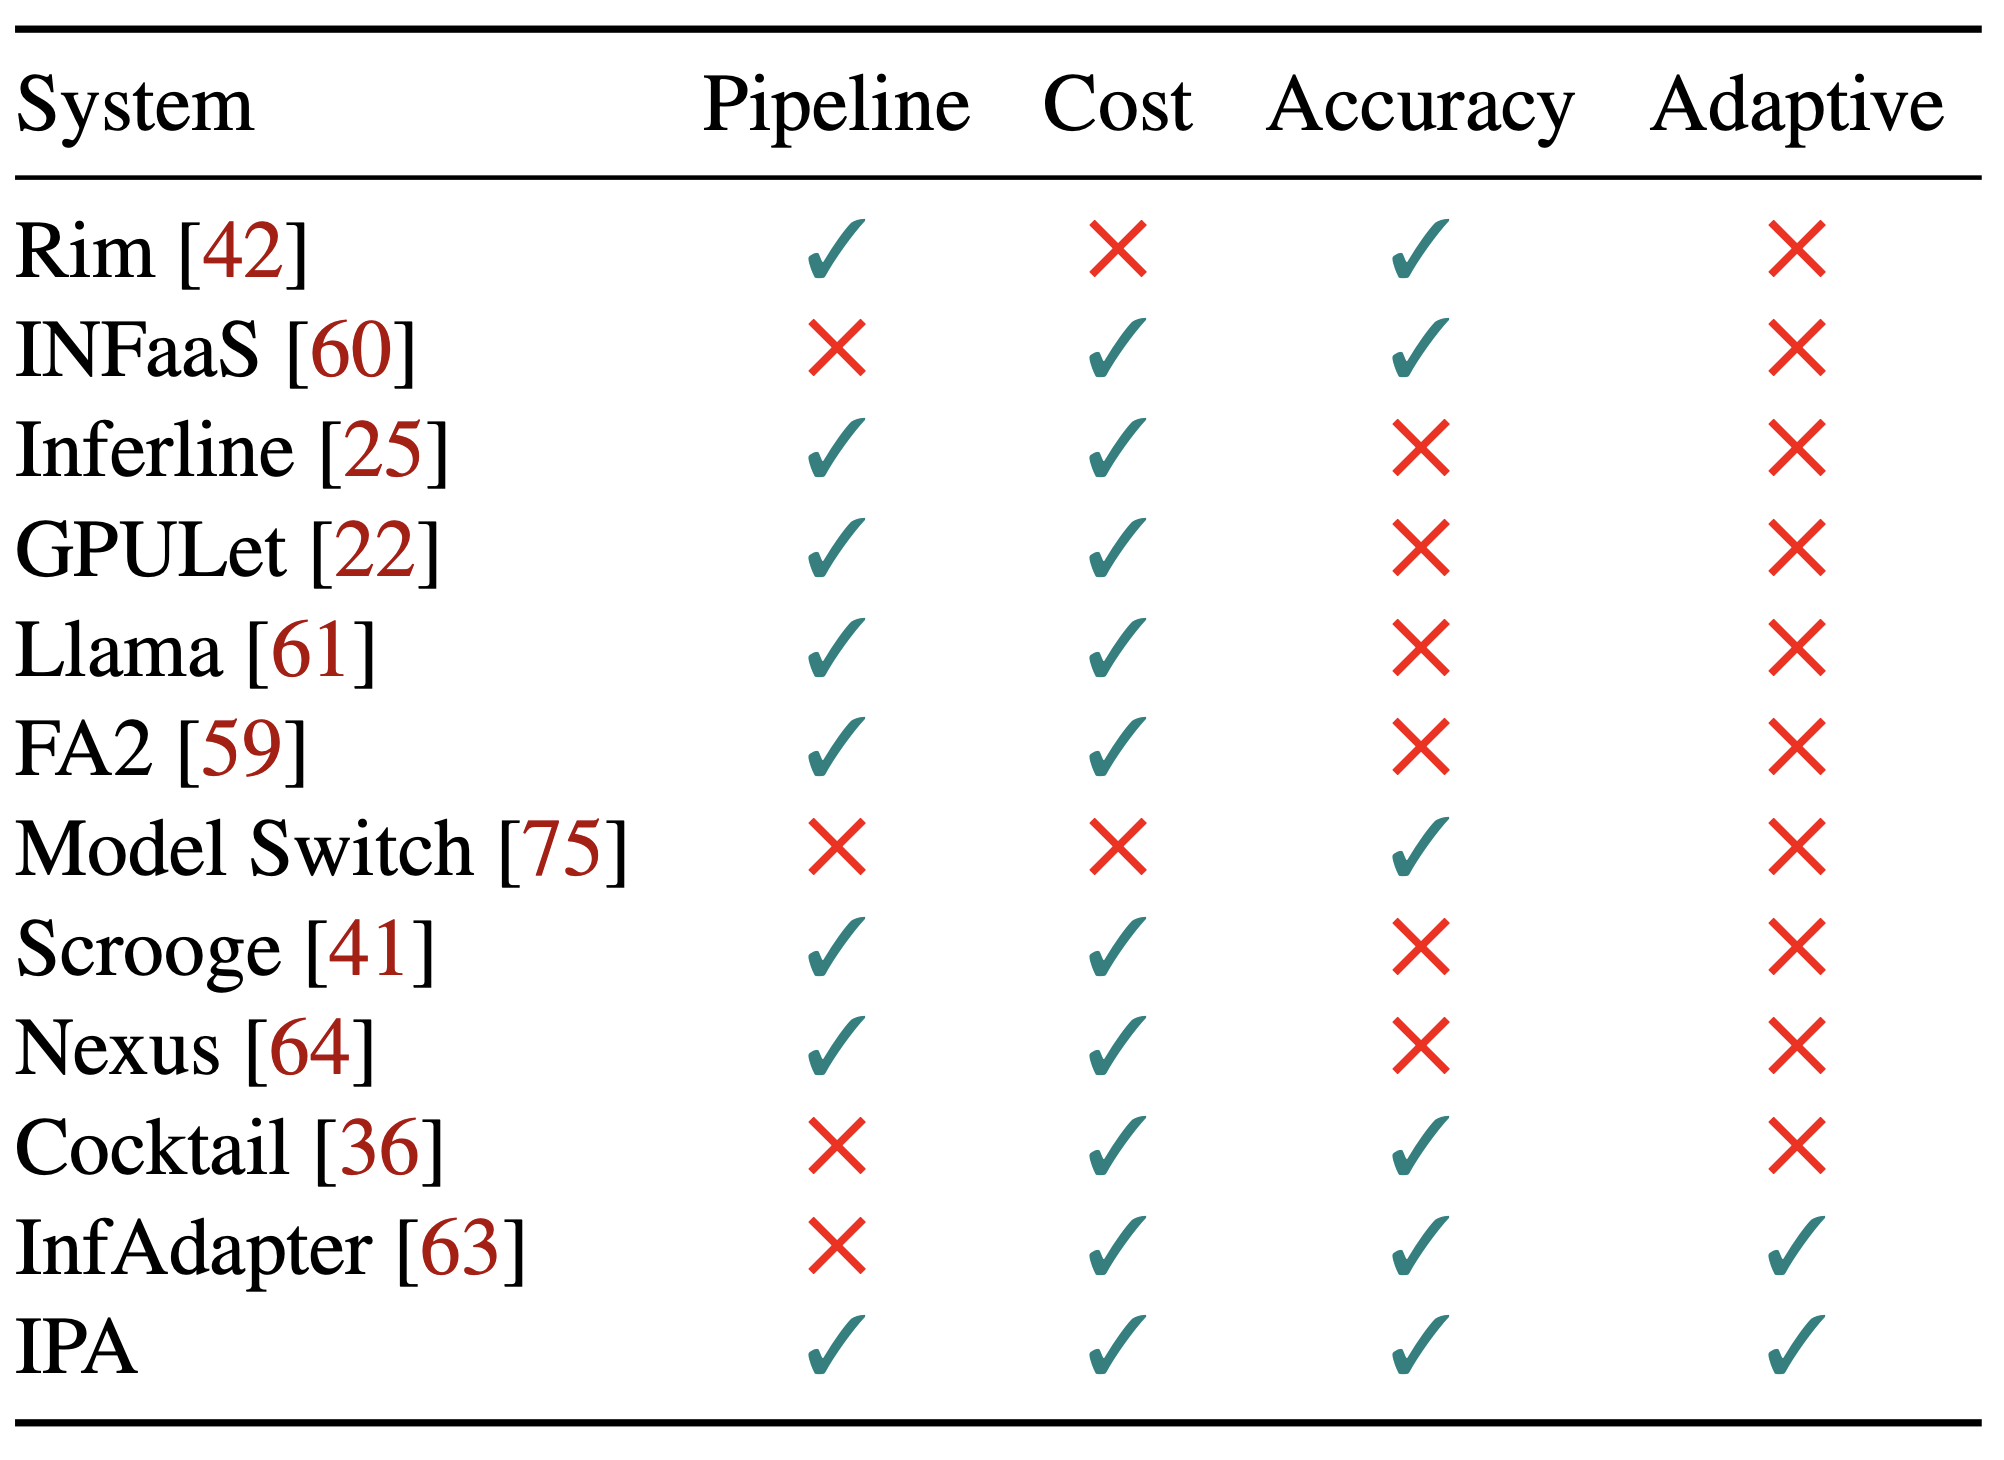 System Pipeline Cost Accuracy Adaptive
Rim [42] ✓ ✕ ✓ ✕
INFaaS [60] ✕ ✓ ✓ ✕
Inferline [25] ✓ ✓ ✕ ✕
GPULet [22] ✓ ✓ ✕ ✕
Llama [61] ✓ ✓ ✕ ✕
FA2 [59] ✓ ✓ ✕ ✕
Model Switch [75] ✕ ✕ ✓ ✕
Scrooge [41] ✓ ✓ ✕ ✕
Nexus [64] ✓ ✓ ✕ ✕
Cocktail [36] ✕ ✓ ✓ ✕
InfAdapter [63] ✕ ✓ ✓ ✓
IPA ✓ ✓ ✓ ✓